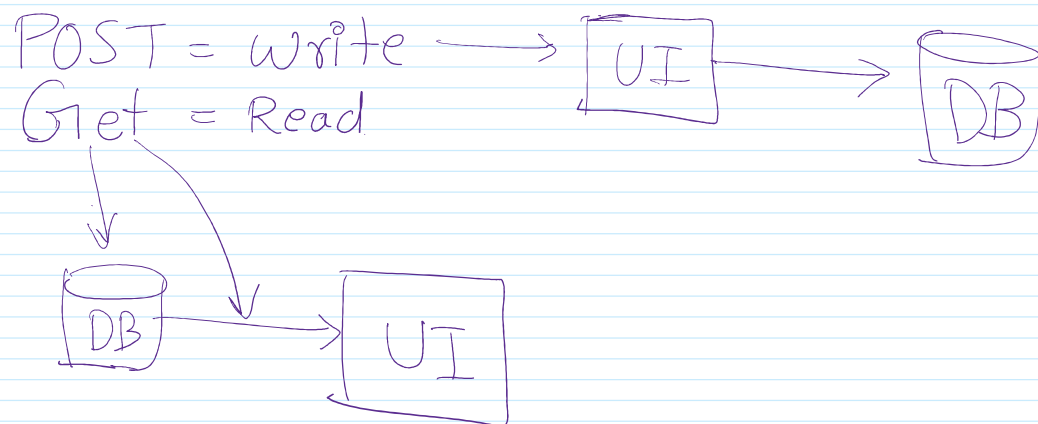 POST = Write UI DB
Get = Read
DB UI